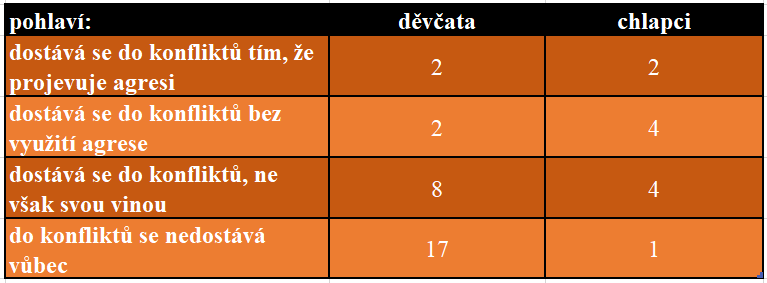 pohlaví: děvčata chlapci
dostává se do konfliktů tím, že
projevuje agresi 2 2
dostává se do konfliktů bez
využití agrese 2 4
dostává se do konfliktů, ne
však svou vinou 8 4
do konfliktů se nedostává
vůbec 17 1